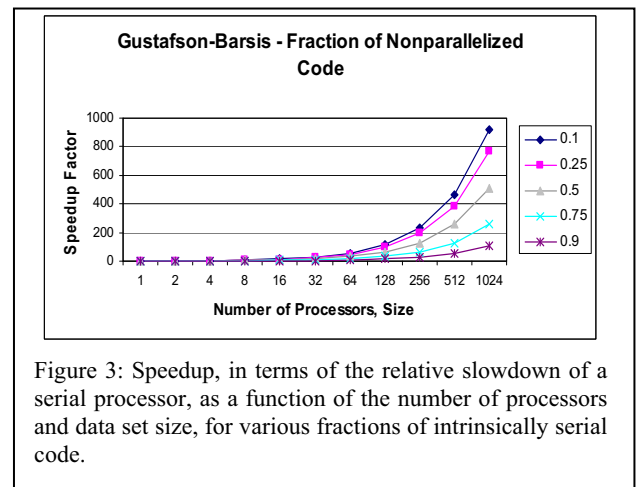 Gustafson-Barsis - Fraction of Nonparallelized
Code
Speedup Factor
1000
800
600
400
200
0
1 2 4 8 16 32 64 128 256 512 1024
Number of Processors, Size
0.1
0.25
0.5
0.75
0.9
Figure 3: Speedup, in terms of the relative slowdown of a
serial processor, as a function of the number of processors
and data set size, for various fractions of intrinsically serial
code.